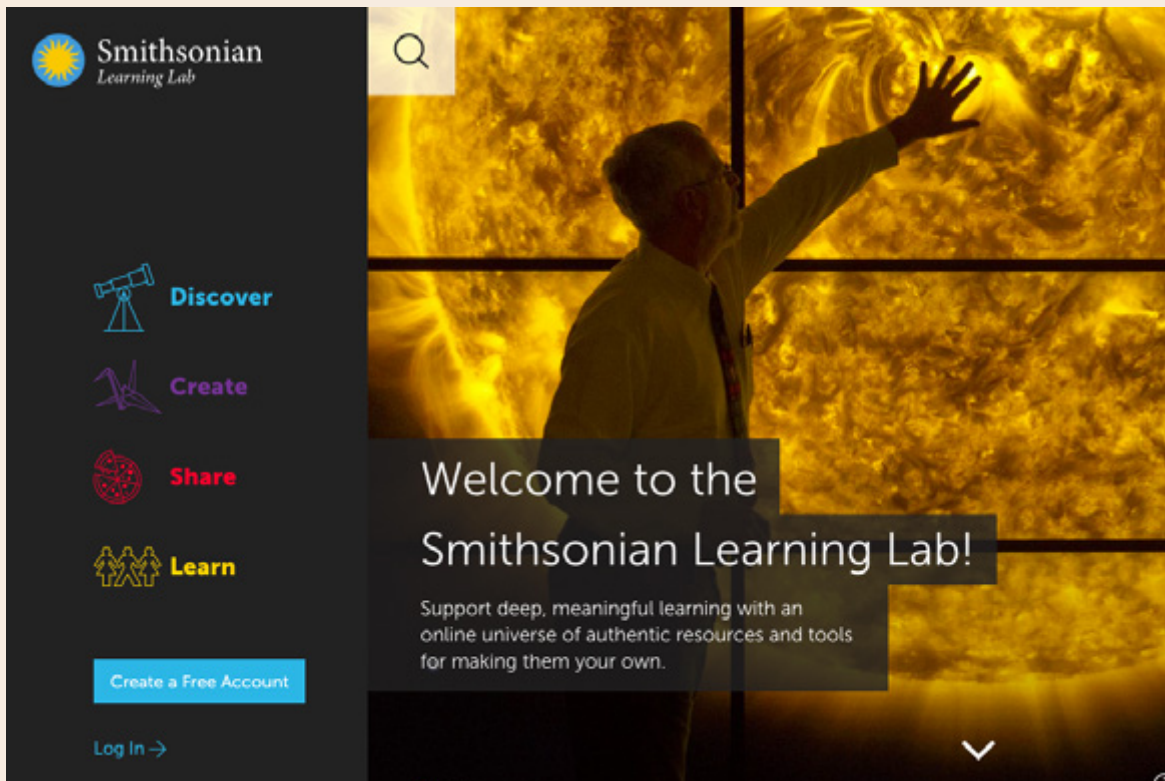 Smithsonian
Learning Lab
Discover
Create
Share
Learn
Create a Free Account
Log In
Welcome to the
Smithsonian Learning Lab!
Support deep, meaningful learning with an
online universe of authentic resources and tools
for making them your own.